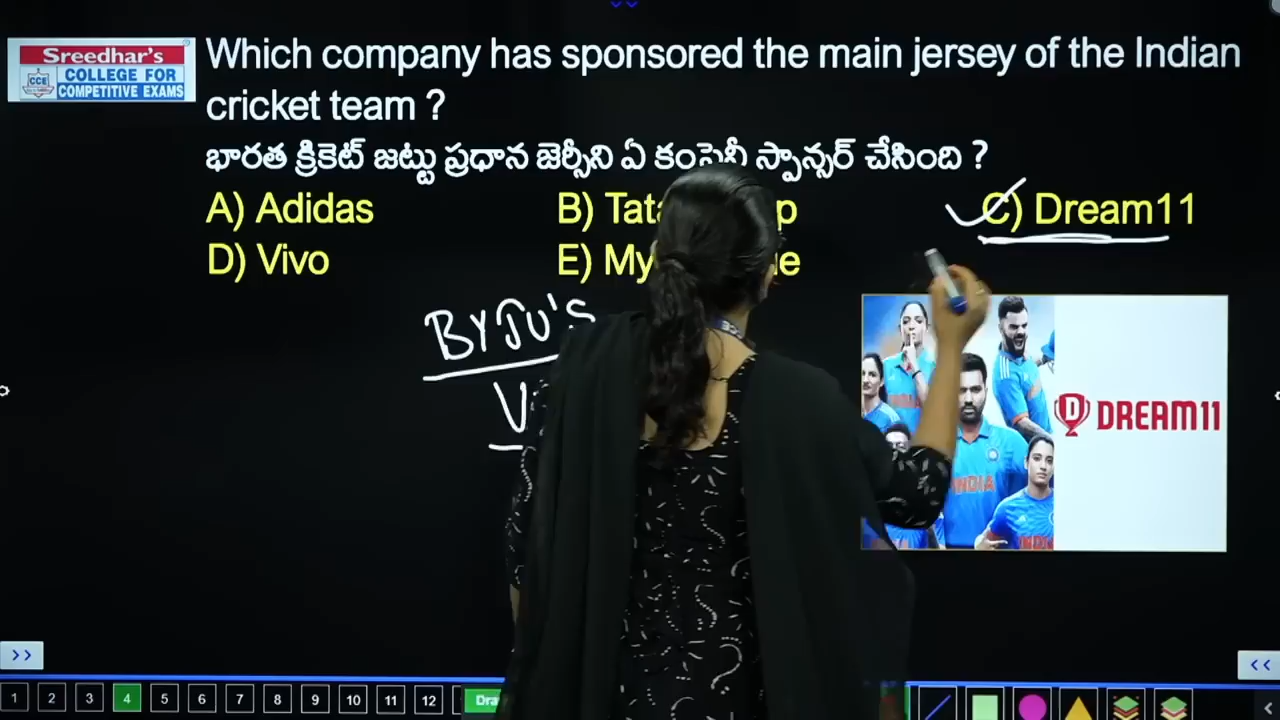 Sreedhar's
COLLEGE FOR
CCE
COMPETITIVE EXAMS
Which company has sponsored the main jersey of the Indian
cricket team ?
భారత క్రికెట్ జట్టు ప్రధాన జెర్సీని ఏ కంపెనీ స్పాన్సర్ చేసింది ?
A) Adidas
B) Tata
C) Dream11
D) Vivo
E)
BYJU'S
INDIA
DREAM11
>>
<<
1 2 3 4 5 6 7 8 9 10 11 12